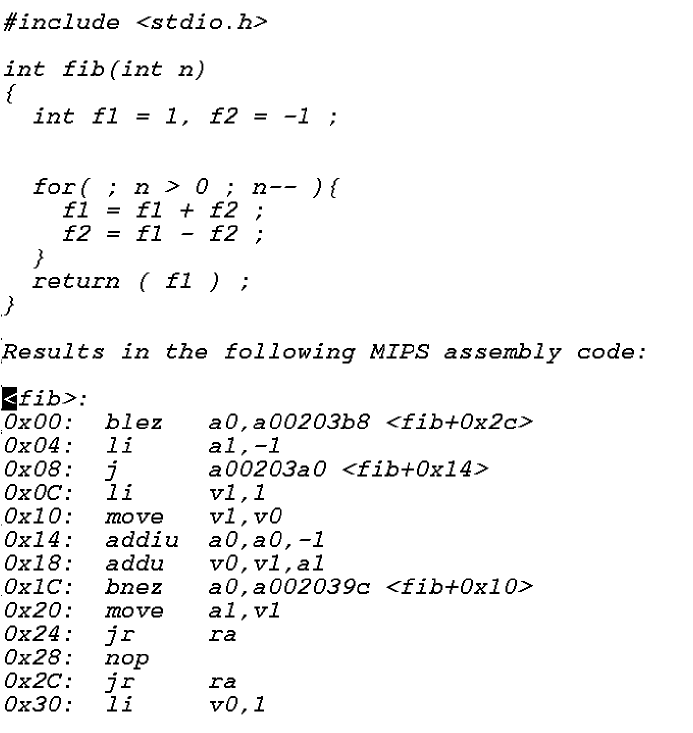 #include <stdio.h>
int fib(int n)
{
int f1 = 1, f2 = -1 ;
for( ; n > 0 ; n-- ){
f1 = f1 + f2 ;
f2 = f1 - f2 ;
}
return ( f1 ) ;
}
Results in the following MIPS assembly code:
<fib>:
0x00: blez a0,a00203b8 <fib+0x2c>
0x04: li a1,-1
0x08: j a00203a0 <fib+0x14>
0x0C: li v1,1
0x10: move v1,v0
0x14: addiu a0,a0,-1
0x18: addu v0,v1,a1
0x1C: bnez a0,a002039c <fib+0x10>
0x20: move a1,v1
0x24: jr ra
0x28: nop
0x2C: jr ra
0x30: li v0,1